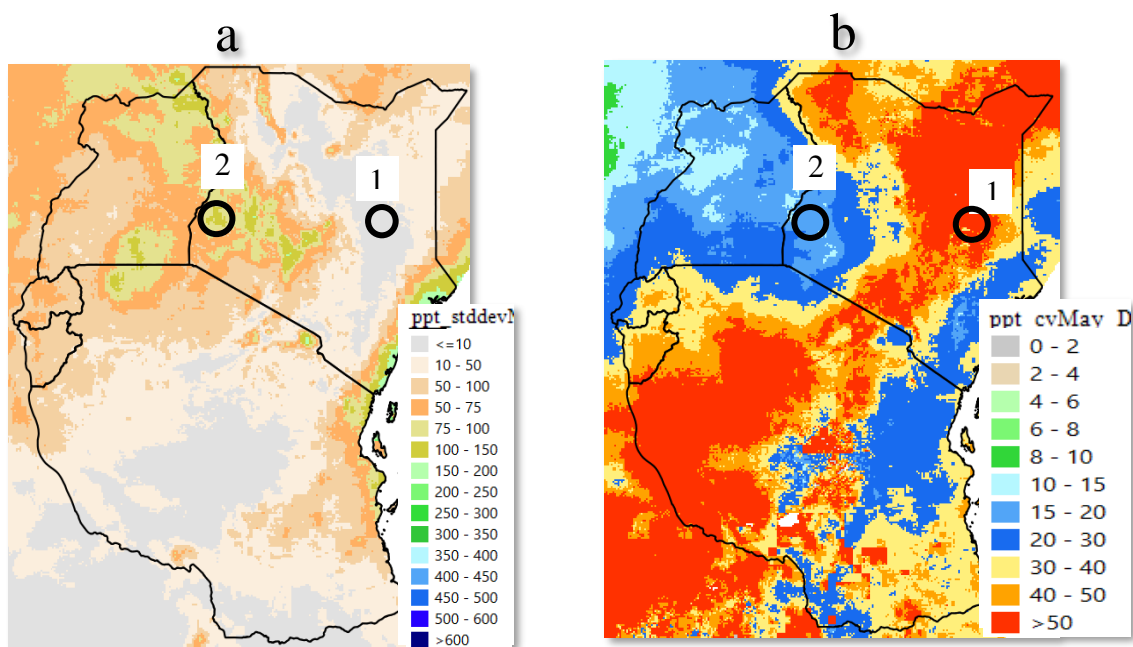 a
b
2
1
2
1
ppt_stddevM
<=10
10 - 50
50 - 100
50 - 75
75 - 100
100 - 150
150 - 200
200 - 250
250 - 300
300 - 350
350 - 400
400 - 450
450 - 500
500 - 600
>600
ppt cvMay D
0 - 2
2 - 4
4 - 6
6 - 8
8 - 10
10 - 15
15 - 20
20 - 30
30 - 40
40 - 50
>50